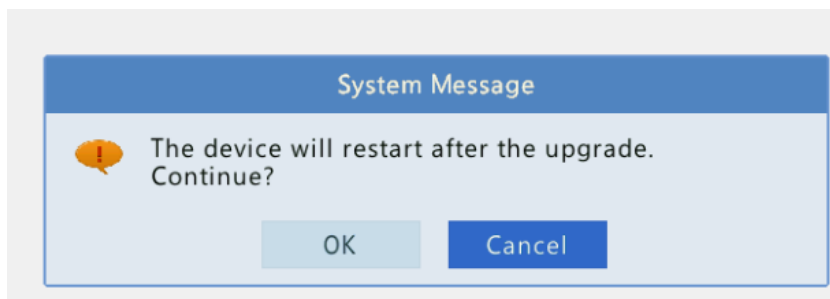 System Message
The device will restart after the upgrade.
Continue?
OK
Cancel